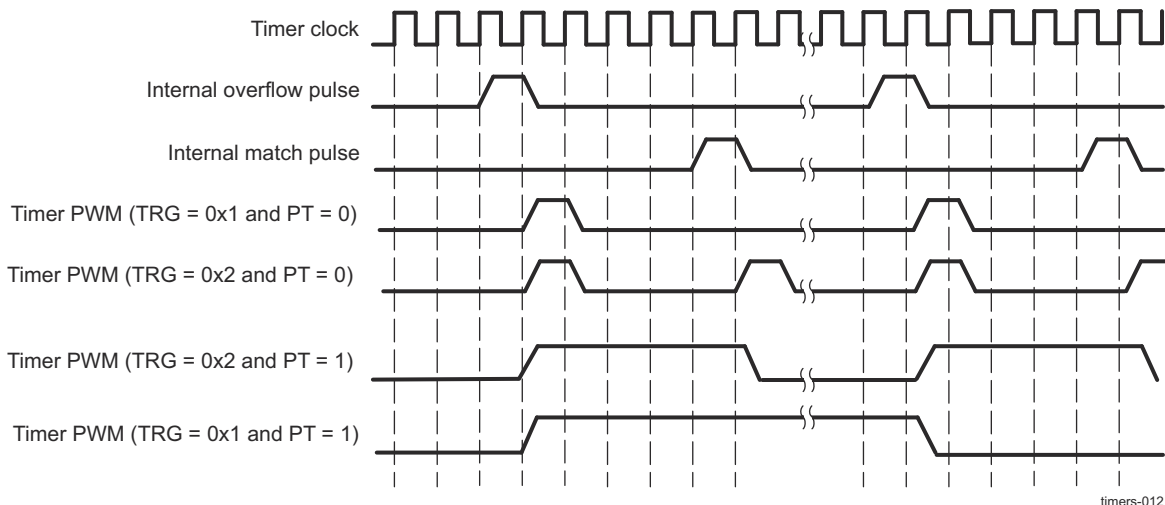 Timer clock
Internal overflow pulse
Internal match pulse
Timer PWM (TRG = 0x1 and PT = 0)
Timer PWM (TRG = 0x2 and PT = 0)
Timer PWM (TRG = 0x2 and PT = 1)
Timer PWM (TRG = 0x1 and PT = 1)
timers-012